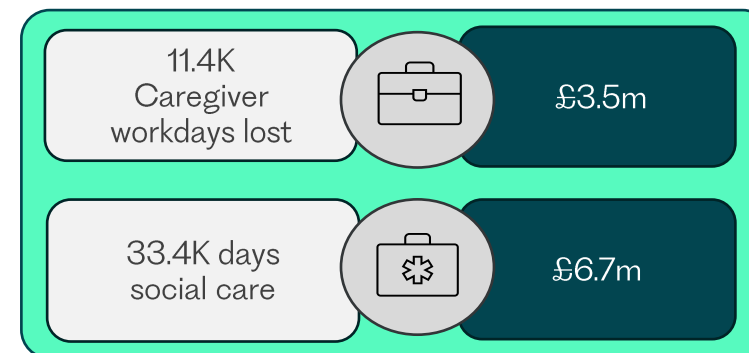 11.4K
Caregiver
workdays lost
£3.5m
33.4K days
social care
£6.7m